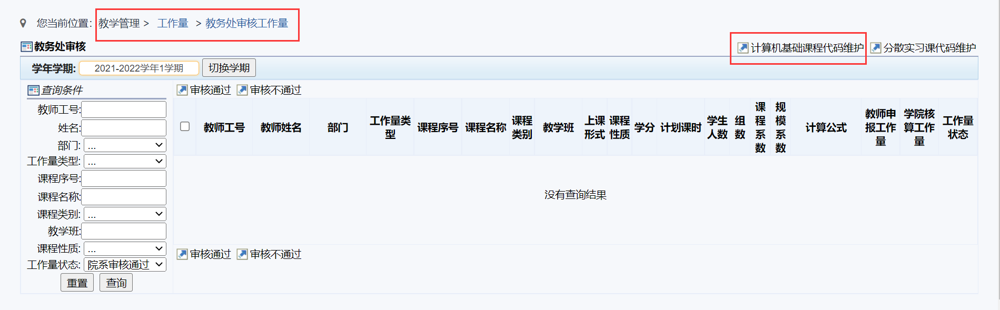 您当前位置：教学管理 > 工作量 > 教务处审核工作量
教务处审核
计算机基础课程代码维护 分散实习课代码维护
学年学期: 2021-2022学年1学期 切换学期
查询条件
教师工号:
姓名:
部门: ...
工作量类型: ...
课程序号:
课程名称:
课程类别: ...
教学班:
课程性质: ...
工作量状态: 院系审核通过
重置 查询
审核通过 审核不通过
教师工号 教师姓名 部门 工作量类型 课程序号 课程名称 课程类别 教学班 上课形式 课程性质 学分 计划课时 学生人数 组数 课程系数 规模系数 计算公式 教师申报工作量 学院核算工作量 工作量状态
没有查询结果
审核通过 审核不通过